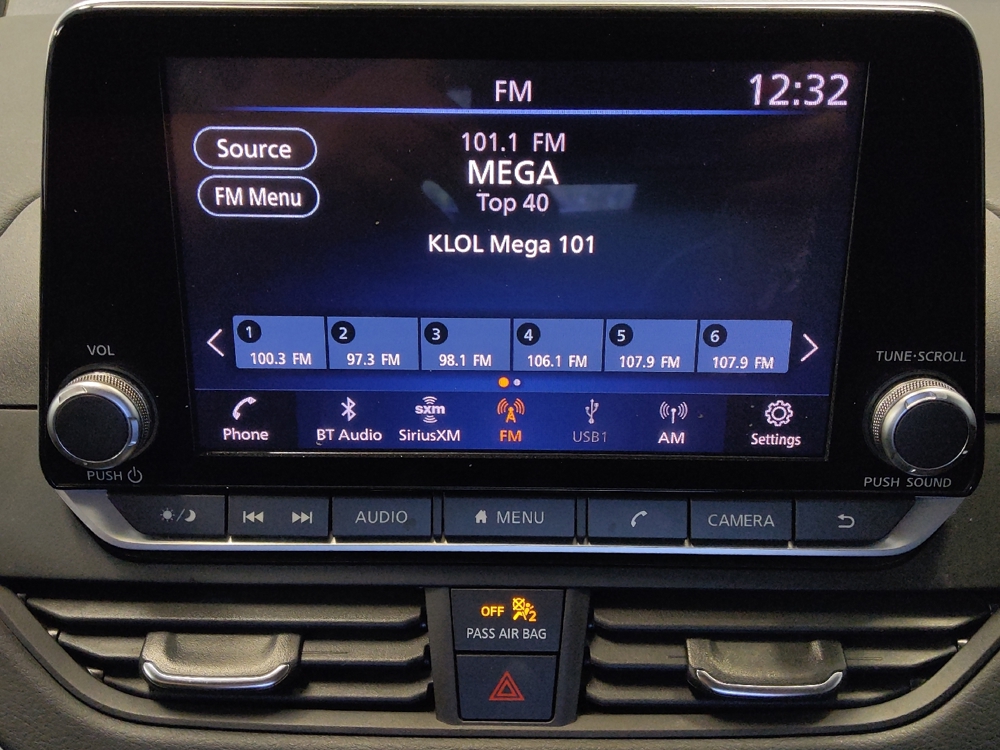 FM
12:32
Source
FM Menu
101.1 FM
MEGA
Top 40
KLOL Mega 101
1
100.3 FM
2
97.3 FM
3
98.1 FM
4
106.1 FM
5
107.9 FM
6
107.9 FM
Phone
BT Audio
sxm
SiriusXM
FM
USB1
AM
Settings
VOL
PUSH
TUNE·SCROLL
PUSH SOUND
AUDIO
MENU
CAMERA
OFF
2
PASS AIR BAG